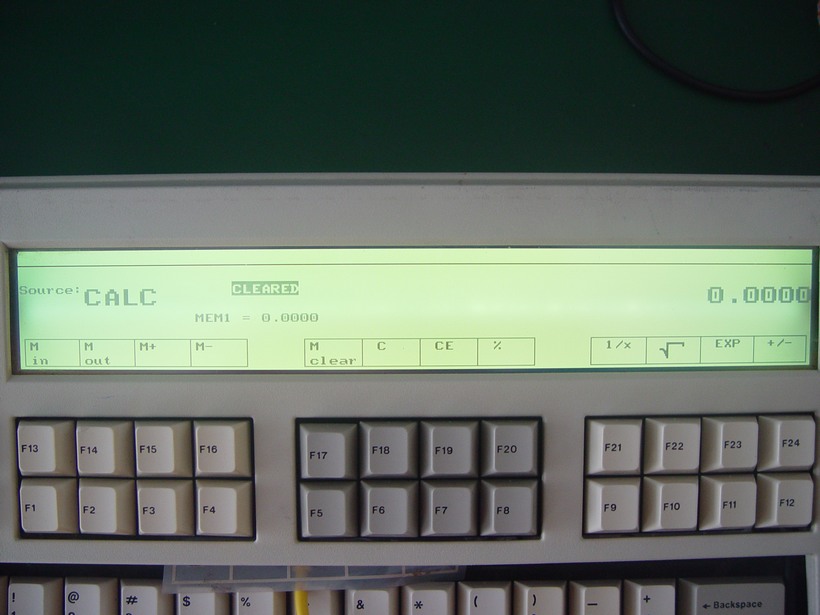 Source: CALC CLEARED 0.0000
MEM1 = 0.0000
M in M out M+ M- M clear C CE % 1/x √ EXP +/-
F13 F14 F15 F16 F17 F18 F19 F20 F21 F22 F23 F24
F1 F2 F3 F4 F5 F6 F7 F8 F9 F10 F11 F12
! @ # $ % & * ( ) — + ← Backspace